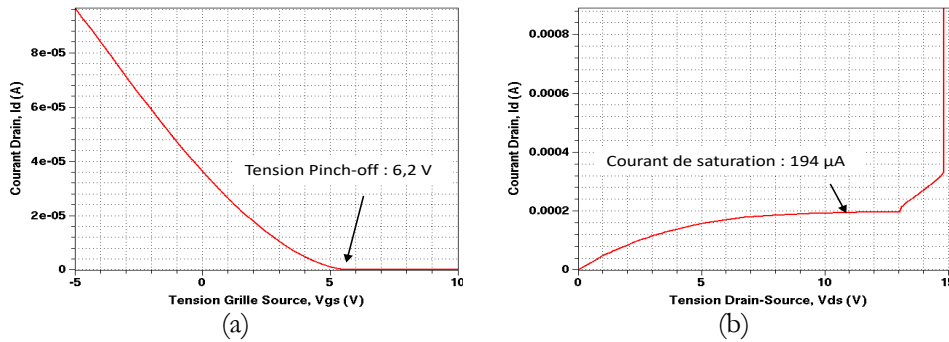 Courant Drain, Id (A)
8e-05
6e-05
4e-05
2e-05
0
-5
0
5
10
Tension Pinch-off : 6,2 V
Tension Grille Source, Vgs (V)
(a)
Courant Drain, Id (A)
0.0008
0.0006
0.0004
0.0002
0
0
5
10
15
Courant de saturation : 194 µA
Tension Drain-Source, Vds (V)
(b)